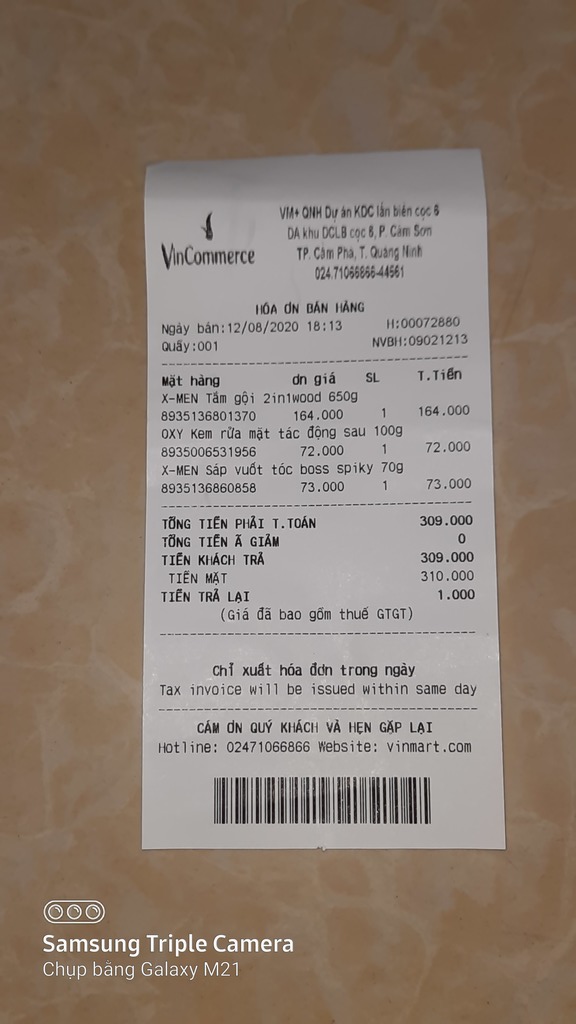 VinCommerce
VM+ QNH Dự án KDC lấn biển cọc 6
DA khu DCLB cọc 6, P. Cẩm Sơn
TP. Cẩm Phả, T. Quảng Ninh
024.71066866-44561
HÓA ƠN BÁN HÀNG
Ngày bán:12/08/2020 18:13 H:00072880
Quầy:001 NVBH:09021213
Mặt hàng ơn giá SL T.Tiền
X-MEN Tắm gội 2in1wood 650g
8935136801370 164.000 1 164.000
OXY Kem rửa mặt tác động sâu 100g
8935006531956 72.000 1 72.000
X-MEN Sáp vuốt tóc boss spiky 70g
8935136860858 73.000 1 73.000
TỔNG TIỀN PHẢI T.TOÁN 309.000
TỔNG TIỀN Ã GIẢM 0
TIỀN KHÁCH TRẢ 309.000
TIỀN MẶT 310.000
TIỀN TRẢ LẠI 1.000
(Giá đã bao gồm thuế GTGT)
Chỉ xuất hóa đơn trong ngày
Tax invoice will be issued within same day
CẢM ƠN QUÝ KHÁCH VÀ HẸN GẶP LẠI
Hotline: 02471066866 Website: vinmart.com
Samsung Triple Camera
Chụp bằng Galaxy M21